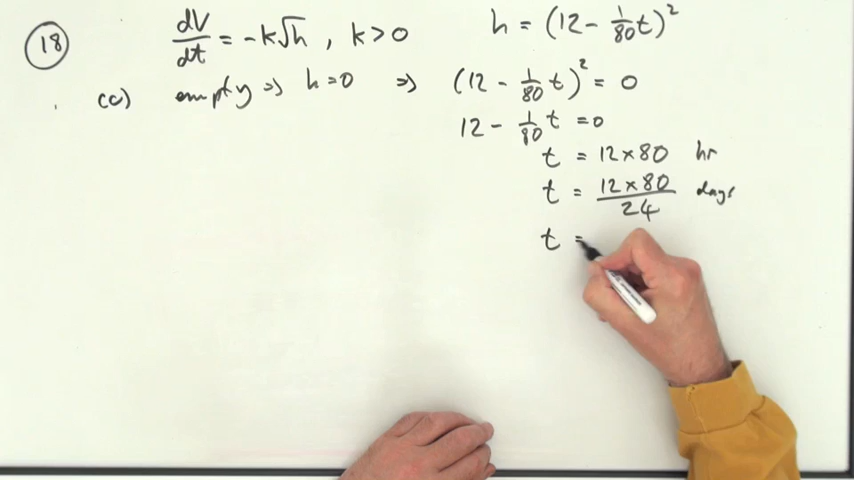 18 dV/dt = -k√h , k > 0 h = (12 - 1/80 t)²
(c) empty ⇒ h = 0 ⇒ (12 - 1/80 t)² = 0
12 - 1/80 t = 0
t = 12 × 80 hr
t = 12 × 80 / 24 days
t =